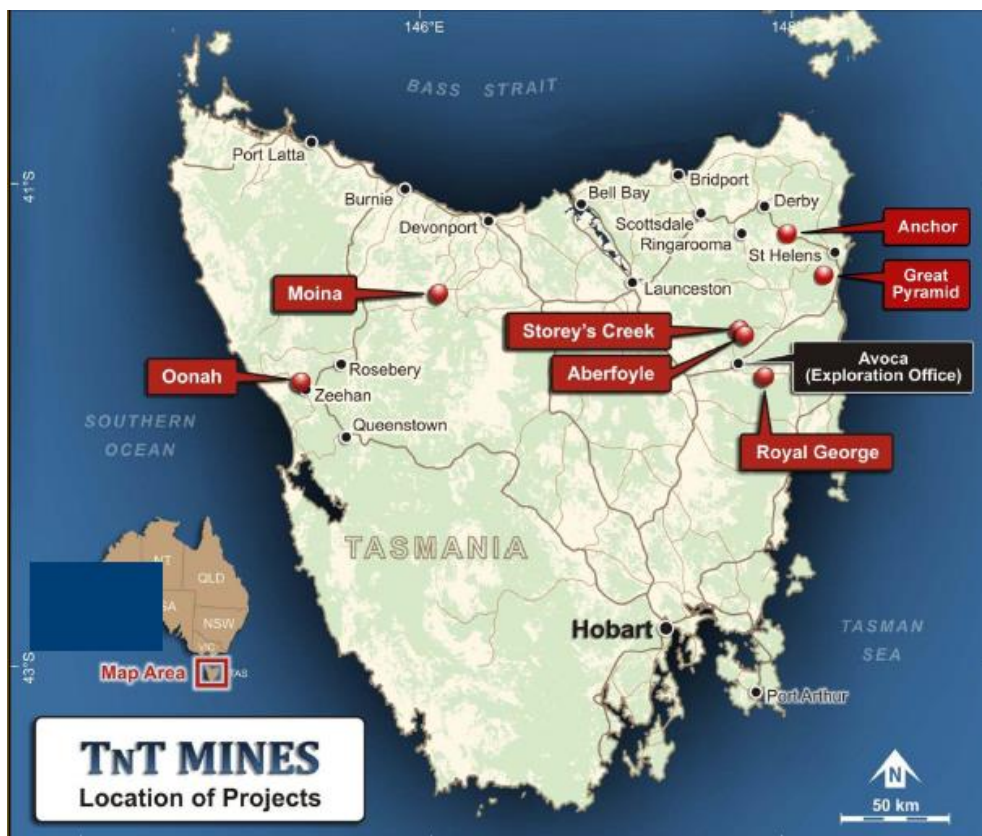 146°E
148°E
BASS STRAIT
Port Latta
41°S
Burnie
Devonport
Bell Bay
Bridport
Derby
Scottsdale
Ringarooma
Anchor
St Helens
Great
Pyramid
Launceston
Moina
Storey's Creek
Aberfoyle
Avoca
(Exploration Office)
Oonah
Rosebery
Zeehan
SOUTHERN
OCEAN
Queenstown
Royal George
TASMANIA
NT
QLD
SA
NSW
VIC
Hobart
TASMAN
SEA
43°S
Map Area
TAS
Port Arthur
TNT MINES
Location of Projects
N
50 km